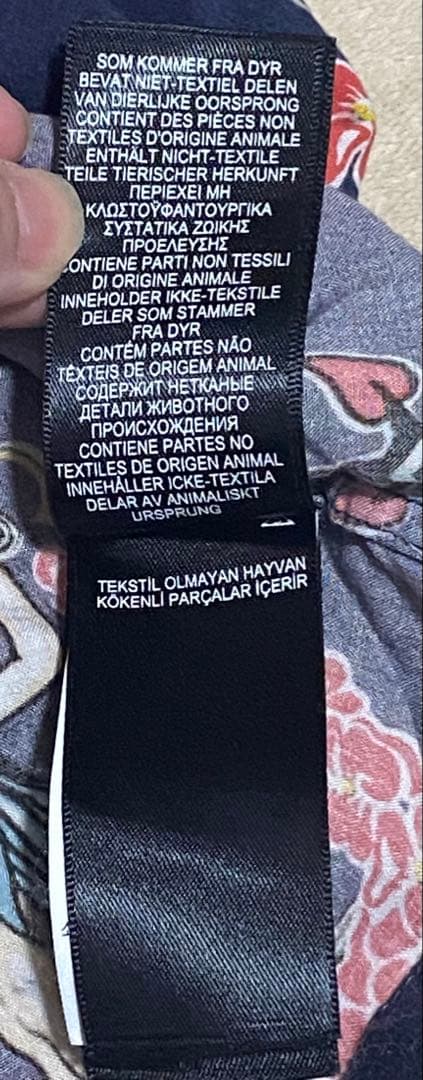 SOM KOMMER FRA DYR
BEVAT NIET-TEXTIEL DELEN
VAN DIERLIJKE OORSPRONG
CONTIENT DES PIÈCES NON
TEXTILES D'ORIGINE ANIMALE
ENTHÄLT NICHT-TEXTILE
TEILE TIERISCHER HERKUNFT
ΠΕΡΙΕΧΕΙ ΜΗ
ΚΛΩΣΤΟΫΦΑΝΤΟΥΡΓΙΚΑ
ΣΥΣΤΑΤΙΚΑ ΖΩΙΚΗΣ
ΠΡΟΕΛΕΥΣΗΣ
CONTIENE PARTI NON TESSILI
DI ORIGINE ANIMALE
INNEHOLDER IKKE-TEKSTILE
DELER SOM STAMMER
FRA DYR
CONTÉM PARTES NÃO
TÊXTEIS DE ORIGEM ANIMAL
СОДЕРЖИТ НЕТКАНЫЕ
ДЕТАЛИ ЖИВОТНОГО
ПРОИСХОЖДЕНИЯ
CONTIENE PARTES NO
TEXTILES DE ORIGEN ANIMAL
INNEHÅLLER ICKE-TEXTILA
DELAR AV ANIMALISKT
URSPRUNG
TEKSTİL OLMAYAN HAYVAN
KÖKENLİ PARÇALAR İÇERİR